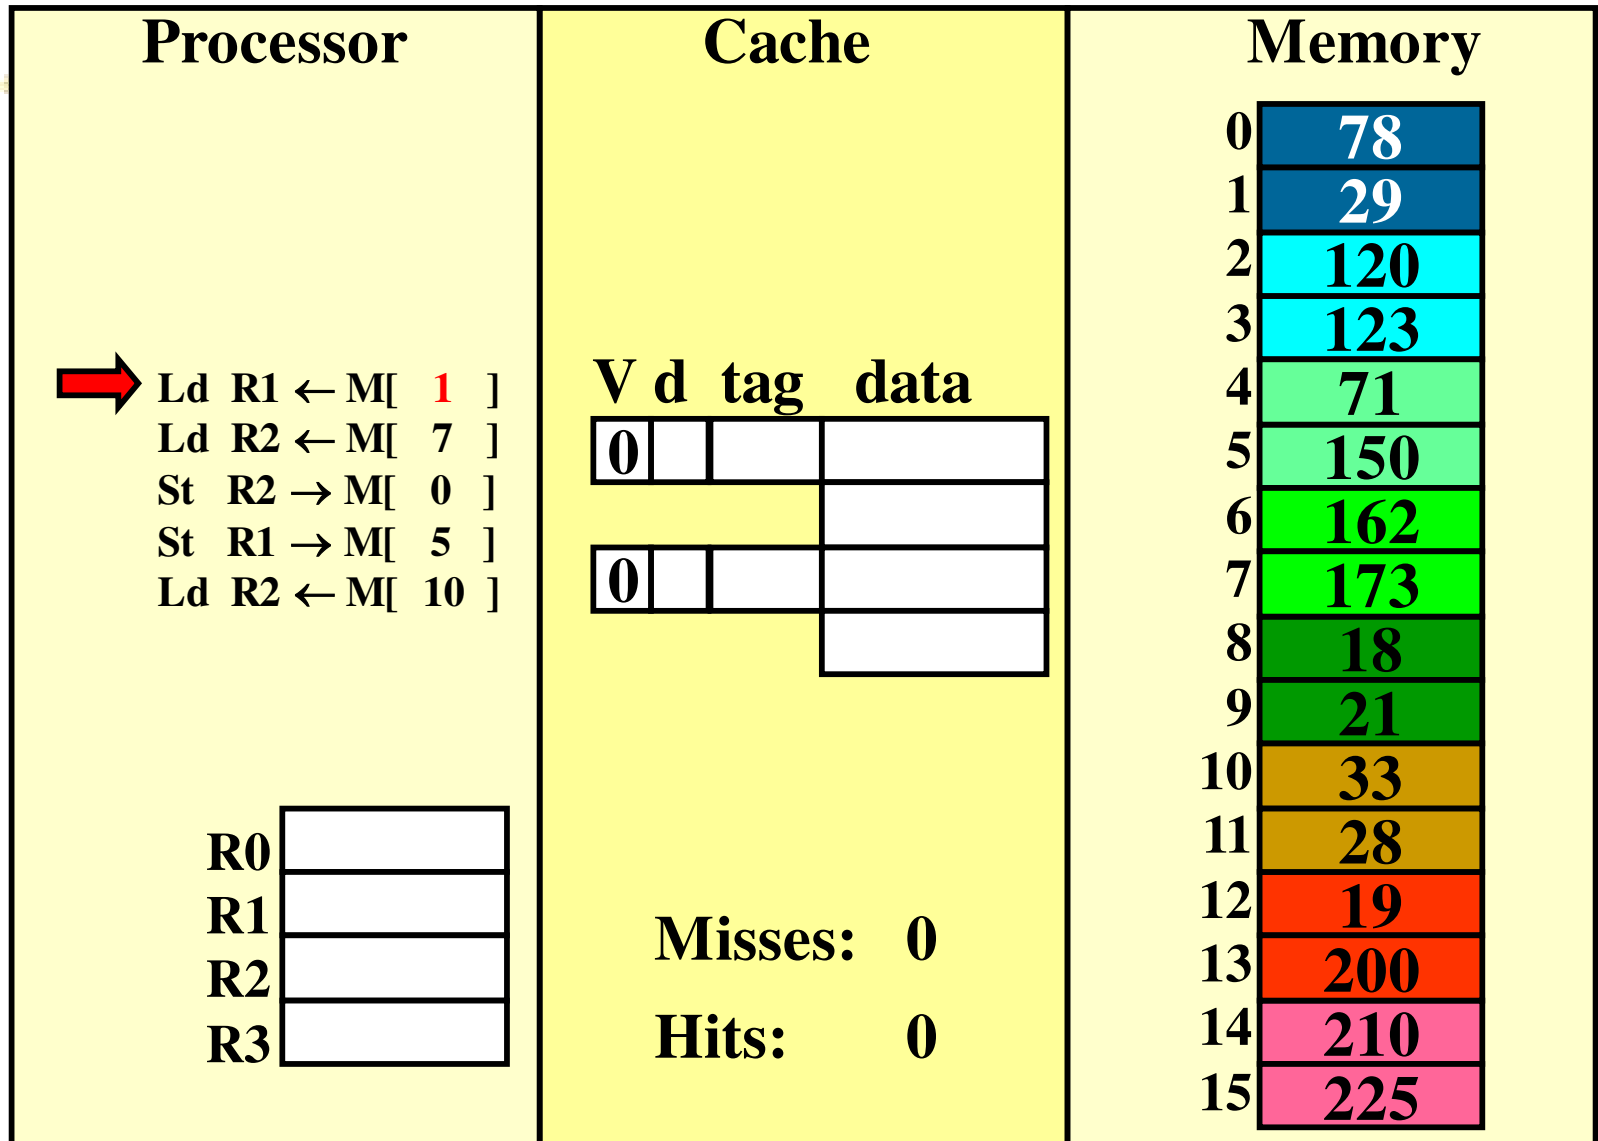 Processor
Ld R1 ← M[ 1 ]
Ld R2 ← M[ 7 ]
St R2 → M[ 0 ]
St R1 → M[ 5 ]
Ld R2 ← M[ 10 ]
R0
R1
R2
R3
Cache
V d tag data
0
0
Misses: 0
Hits: 0
Memory
0 78
1 29
2 120
3 123
4 71
5 150
6 162
7 173
8 18
9 21
10 33
11 28
12 19
13 200
14 210
15 225